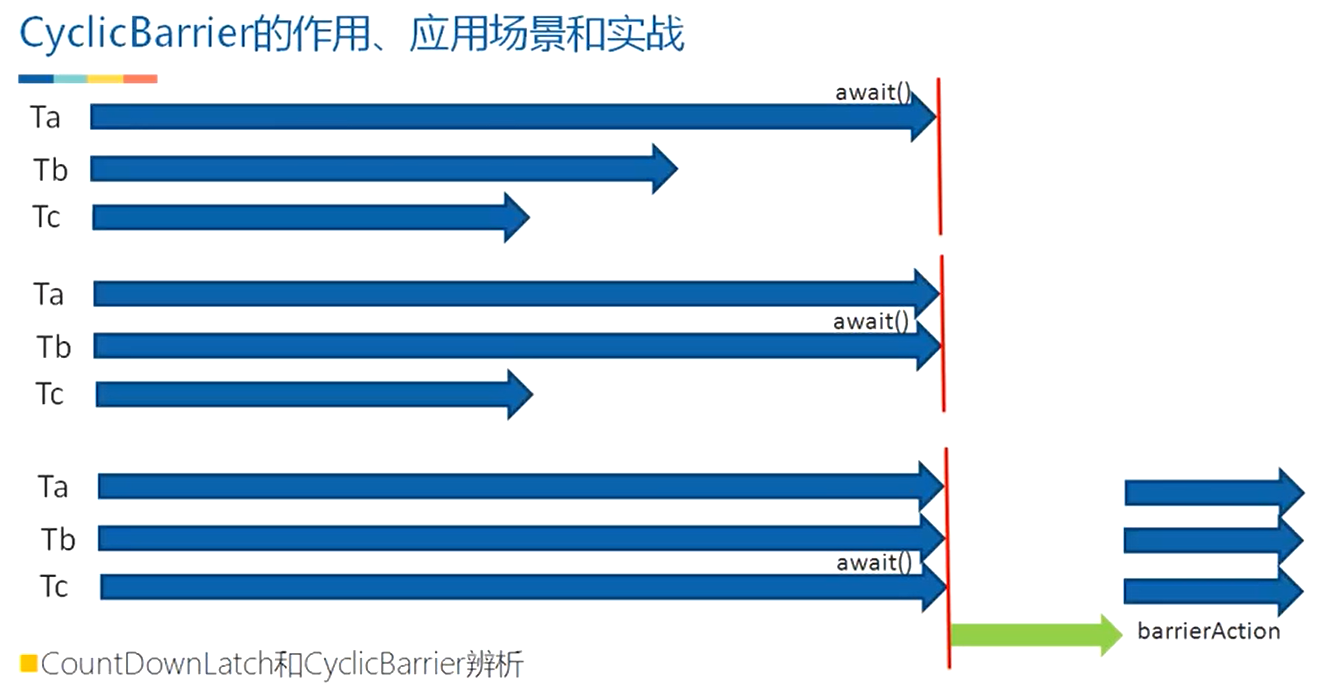 CyclicBarrier的作用、应用场景和实战
await()
Ta
Tb
Tc
Ta
await()
Tb
Tc
Ta
Tb
await()
Tc
barrierAction
CountDownLatch和CyclicBarrier辨析